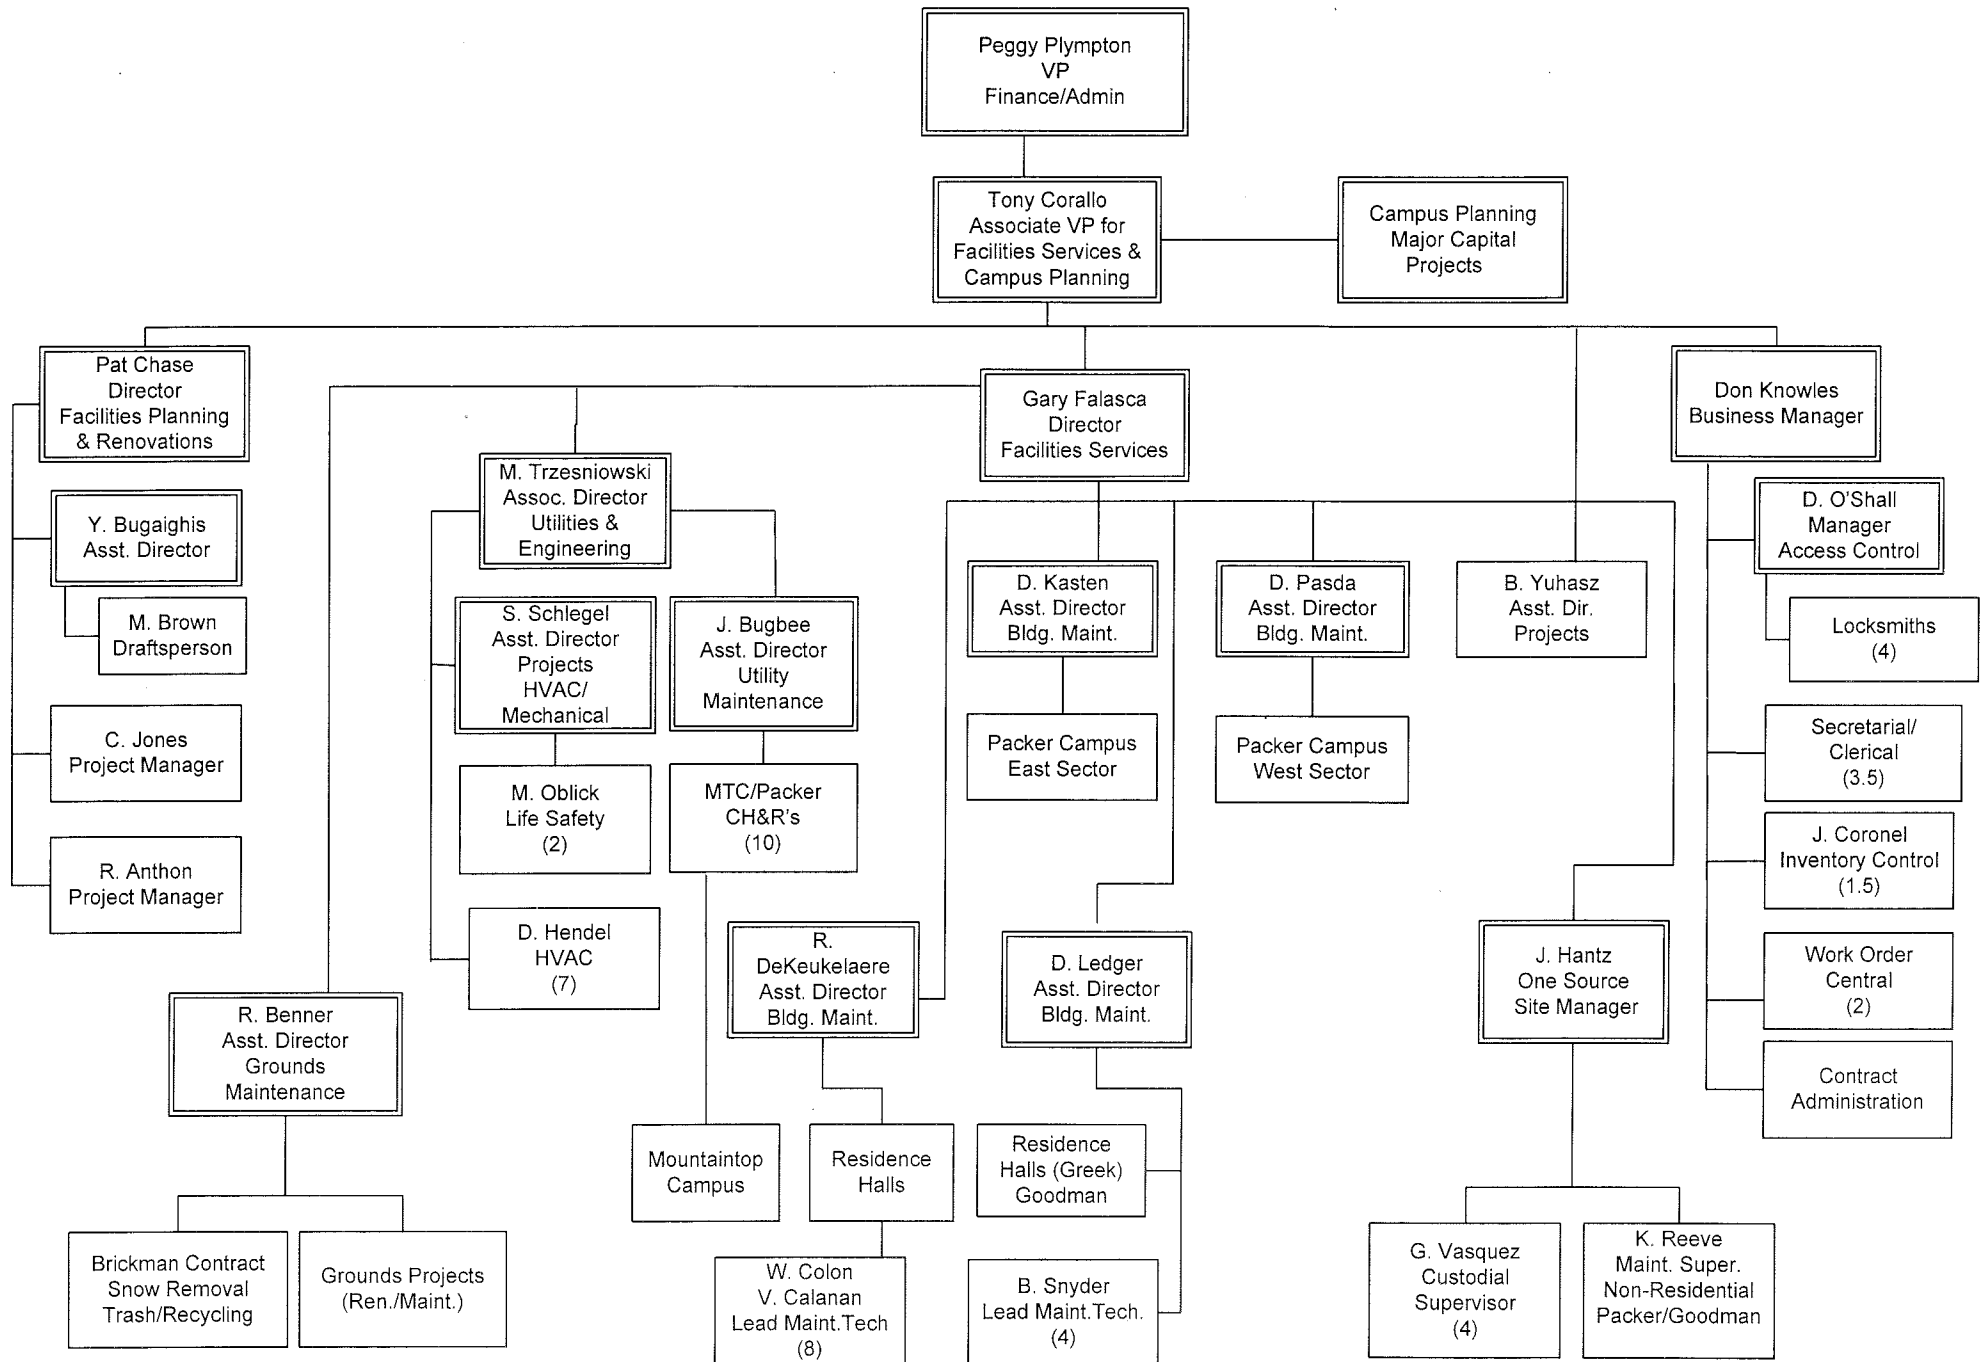 Peggy Plympton
VP
Finance/Admin
Tony Corallo
Associate VP for
Facilities Services &
Campus Planning
Campus Planning
Major Capital
Projects
Pat Chase
Director
Facilities Planning
& Renovations
Gary Falasca
Director
Facilities Services
Don Knowles
Business Manager
Y. Bugaighis
Asst. Director
M. Brown
Draftsperson
C. Jones
Project Manager
R. Anthon
Project Manager
M. Trzesniowski
Assoc. Director
Utilities &
Engineering
S. Schlegel
Asst. Director
Projects
HVAC/
Mechanical
J. Bugbee
Asst. Director
Utility
Maintenance
M. Oblick
Life Safety
(2)
MTC/Packer
CH&R's
(10)
D. Hendel
HVAC
(7)
D. Kasten
Asst. Director
Bldg. Maint.
D. Pasda
Asst. Director
Bldg. Maint.
B. Yuhasz
Asst. Dir.
Projects
Packer Campus
East Sector
Packer Campus
West Sector
D. O'Shall
Manager
Access Control
Locksmiths
(4)
Secretarial/
Clerical
(3.5)
J. Coronel
Inventory Control
(1.5)
Work Order
Central
(2)
Contract
Administration
R. Benner
Asst. Director
Grounds
Maintenance
R.
DeKeukelaere
Asst. Director
Bldg. Maint.
D. Ledger
Asst. Director
Bldg. Maint.
J. Hantz
One Source
Site Manager
Mountaintop
Campus
Residence
Halls
Residence
Halls (Greek)
Goodman
Brickman Contract
Snow Removal
Trash/Recycling
Grounds Projects
(Ren./Maint.)
W. Colon
V. Calanan
Lead Maint.Tech
(8)
B. Snyder
Lead Maint.Tech.
(4)
G. Vasquez
Custodial
Supervisor
(4)
K. Reeve
Maint. Super.
Non-Residential
Packer/Goodman